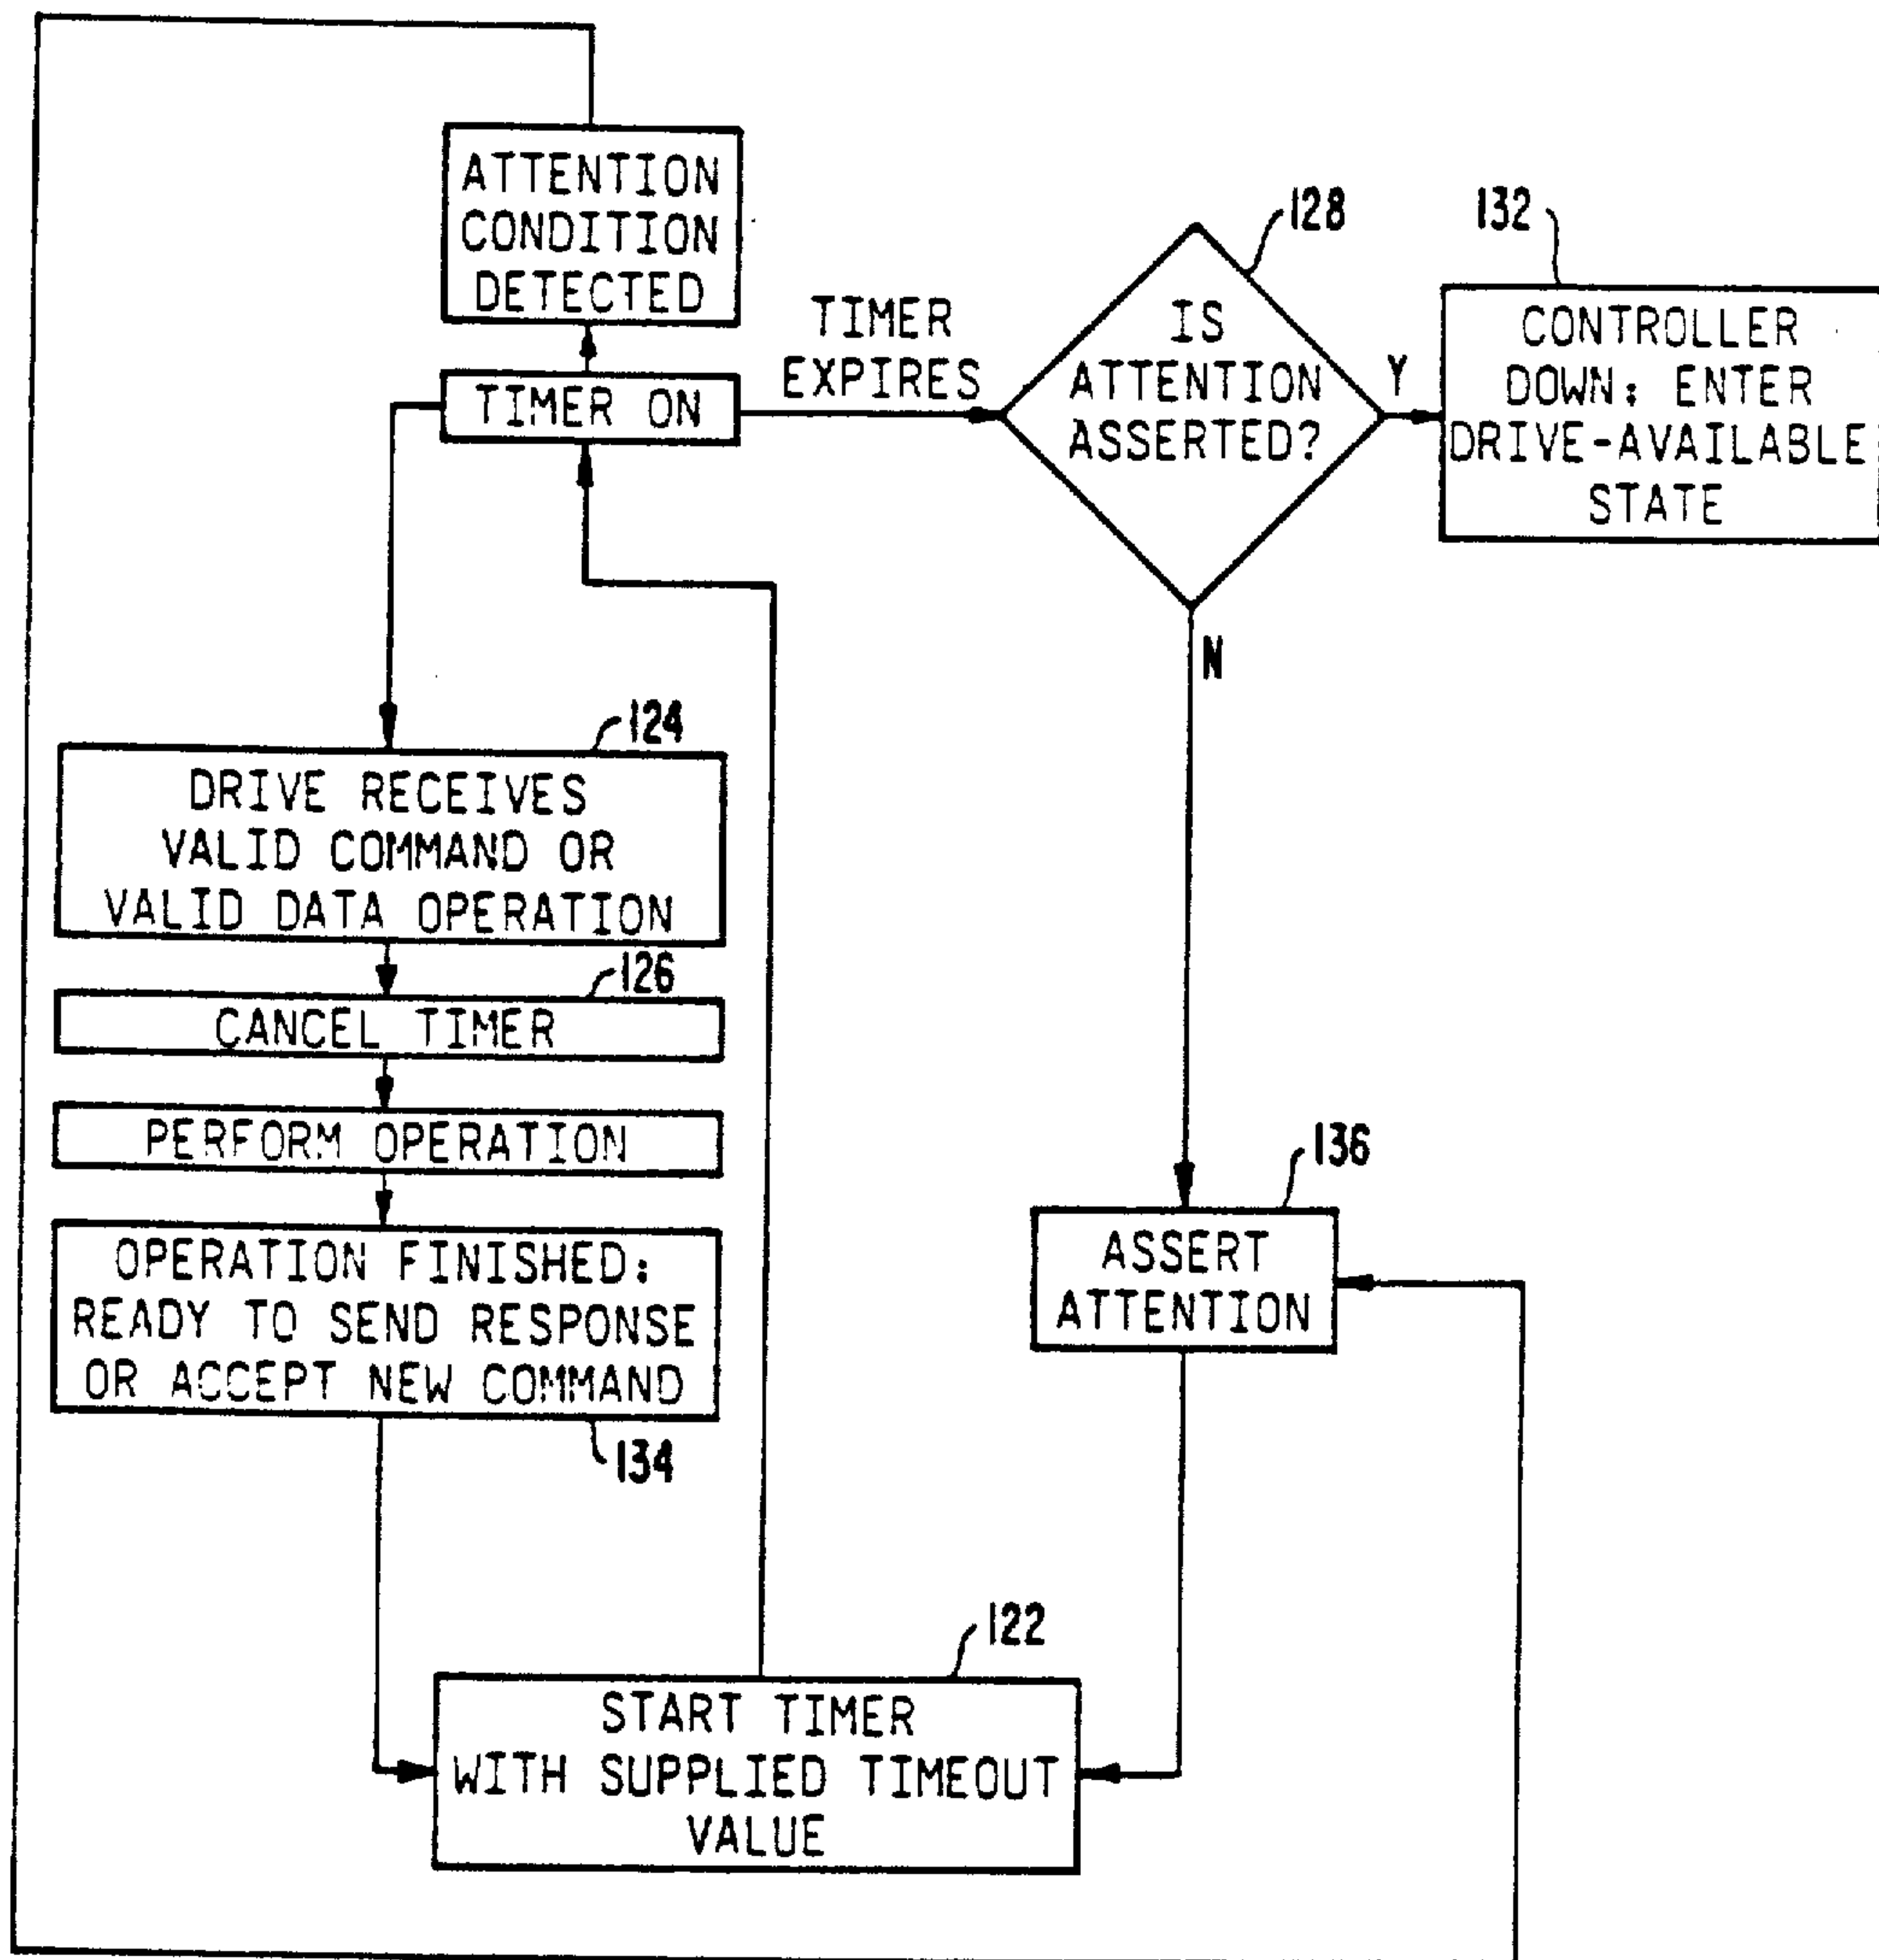 ATTENTION
CONDITION
DETECTED
TIMER ON
TIMER
EXPIRES
128
IS
ATTENTION
ASSERTED?
Y
132
CONTROLLER
DOWN: ENTER
DRIVE-AVAILABLE
STATE
N
124
DRIVE RECEIVES
VALID COMMAND OR
VALID DATA OPERATION
126
CANCEL TIMER
PERFORM OPERATION
OPERATION FINISHED:
READY TO SEND RESPONSE
OR ACCEPT NEW COMMAND
134
136
ASSERT
ATTENTION
122
START TIMER
WITH SUPPLIED TIMEOUT
VALUE